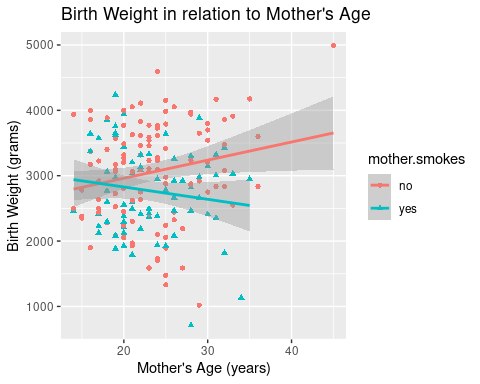 Birth Weight in relation to Mother's Age
5000
4000
3000
2000
1000
Birth Weight (grams)
20
30
40
Mother's Age (years)
mother.smokes
no
yes